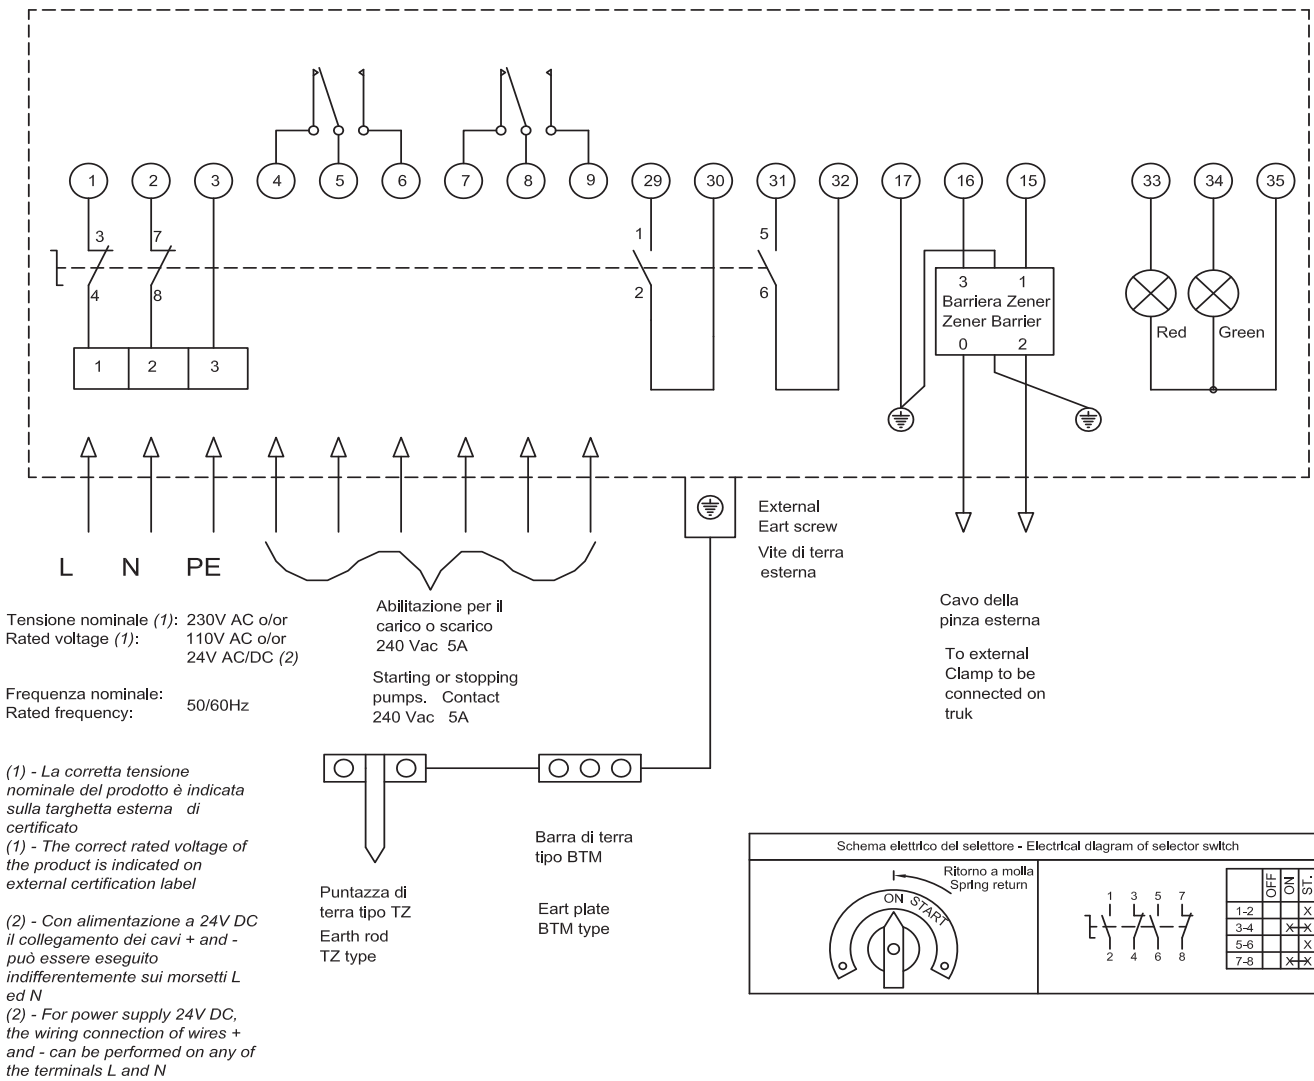 1 2 3 4 5 6 7 8 9 29 30 31 32 17 16 15 33 34 35
3 7 1 5
4 8 2 6
3 1
Barriera Zener
Zener Barrier
0 2
Red Green
1 2 3
L N PE
External
Eart screw
Vite di terra
esterna
Tensione nominale (1): 230V AC o/or
Rated voltage (1): 110V AC o/or
24V AC/DC (2)
Frequenza nominale:
Rated frequency: 50/60Hz
Abilitazione per il
carico o scarico
240 Vac 5A
Starting or stopping
pumps. Contact
240 Vac 5A
Cavo della
pinza esterna
To external
Clamp to be
connected on
truk
(1) - La corretta tensione
nominale del prodotto è indicata
sulla targhetta esterna di
certificato
(1) - The correct rated voltage of
the product is indicated on
external certification label
(2) - Con alimentazione a 24V DC
il collegamento dei cavi + and -
può essere eseguito
indifferentemente sui morsetti L
ed N
(2) - For power supply 24V DC,
the wiring connection of wires +
and - can be performed on any of
the terminals L and N
Puntazza di
terra tipo TZ
Earth rod
TZ type
Barra di terra
tipo BTM
Eart plate
BTM type
Schema elettrico del selettore - Electrical diagram of selector switch
Ritorno a molla
Spring return
ON START
1 3 5 7
2 4 6 8
OFF ON ST.
1-2 X
3-4 X X
5-6 X
7-8 X X